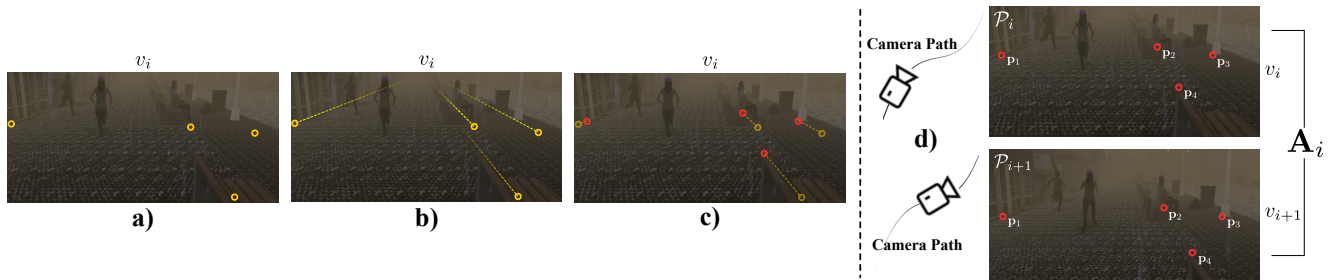 v_i
a)
v_i
b)
v_i
c)
Camera Path
d)
Camera Path
𝒫_i
p_1
p_2
p_3
p_4
v_i
𝒫_{i+1}
p_1
p_2
p_3
p_4
v_{i+1}
A_i